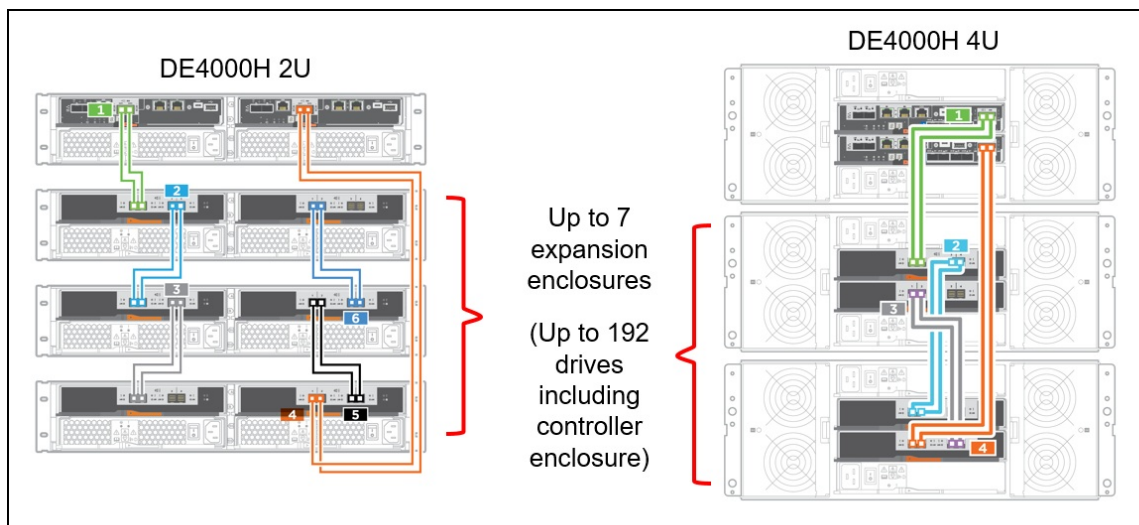 DE4000H 2U
1
2
3
6
4
5
Up to 7
expansion
enclosures
(Up to 192
drives
including
controller
enclosure)
DE4000H 4U
1
2
3
4